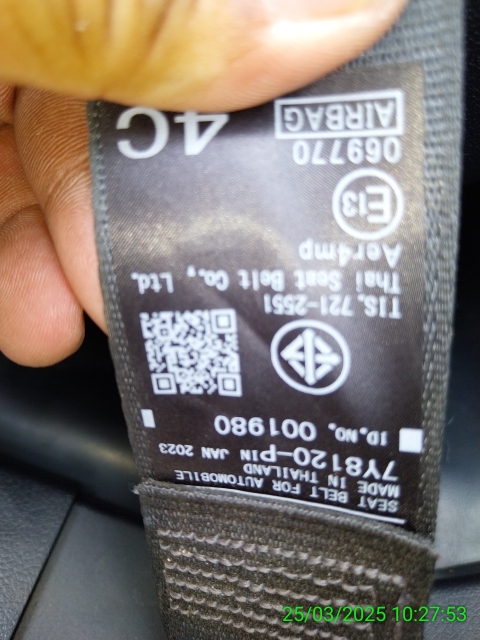 SEAT BELT FOR AUTOMOBILE
MADE IN THAILAND
7Y8120-PIN JAN 2023
ID.NO. 001980
TIS.721-2551
Thai Seat Belt Co., Ltd.
Aer4mp
E13
069770
AIRBAG
4C
25/03/2025 10:27:53